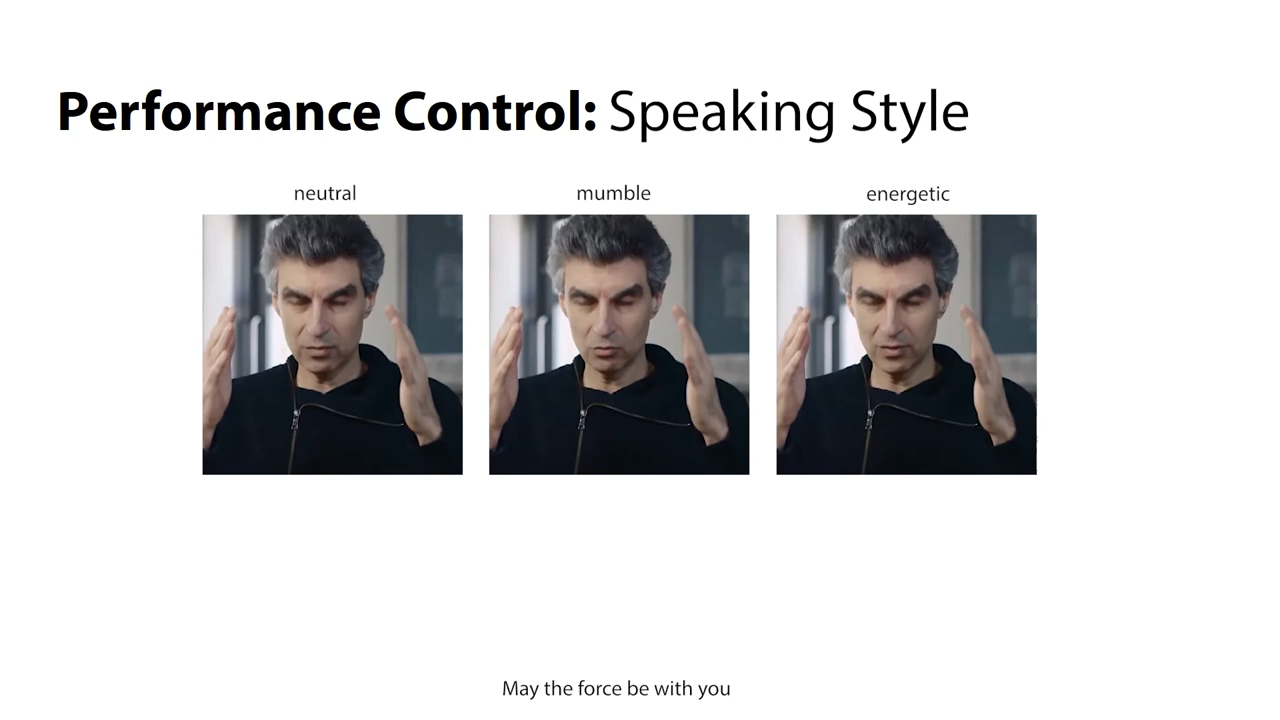 Performance Control: Speaking Style
neutral mumble energetic
May the force be with you